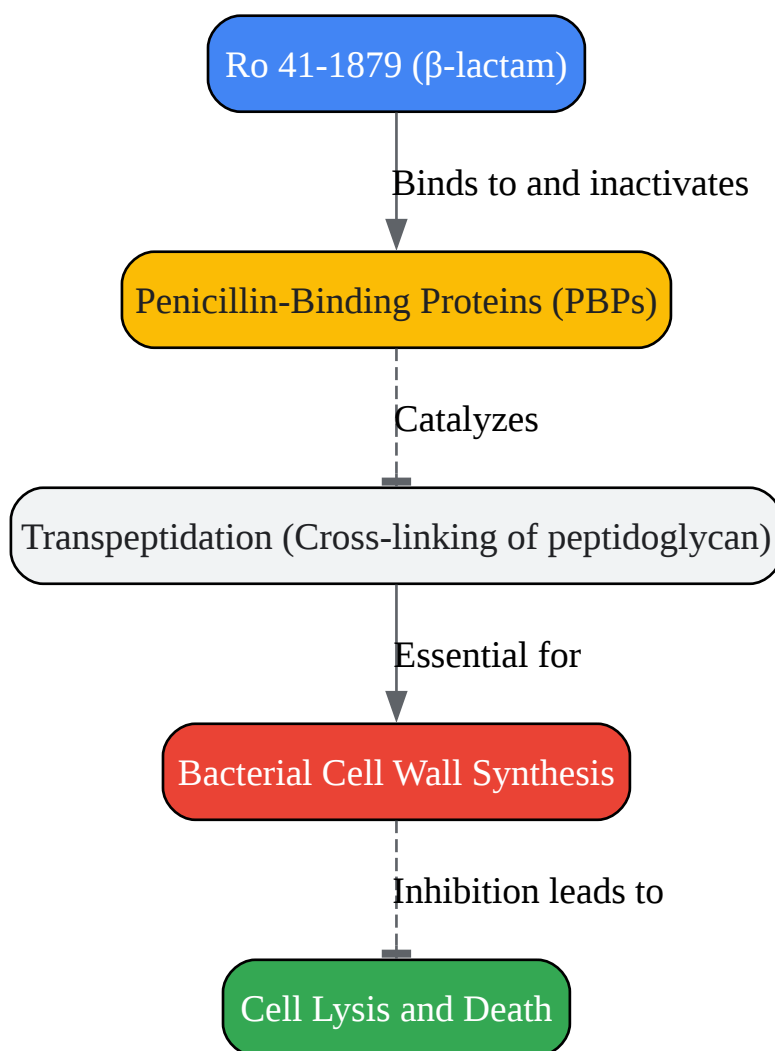 Ro 41-1879 (β-lactam)
Binds to and inactivates
Penicillin-Binding Proteins (PBPs)
Catalyzes
Transpeptidation (Cross-linking of peptidoglycan)
Essential for
Bacterial Cell Wall Synthesis
Inhibition leads to
Cell Lysis and Death